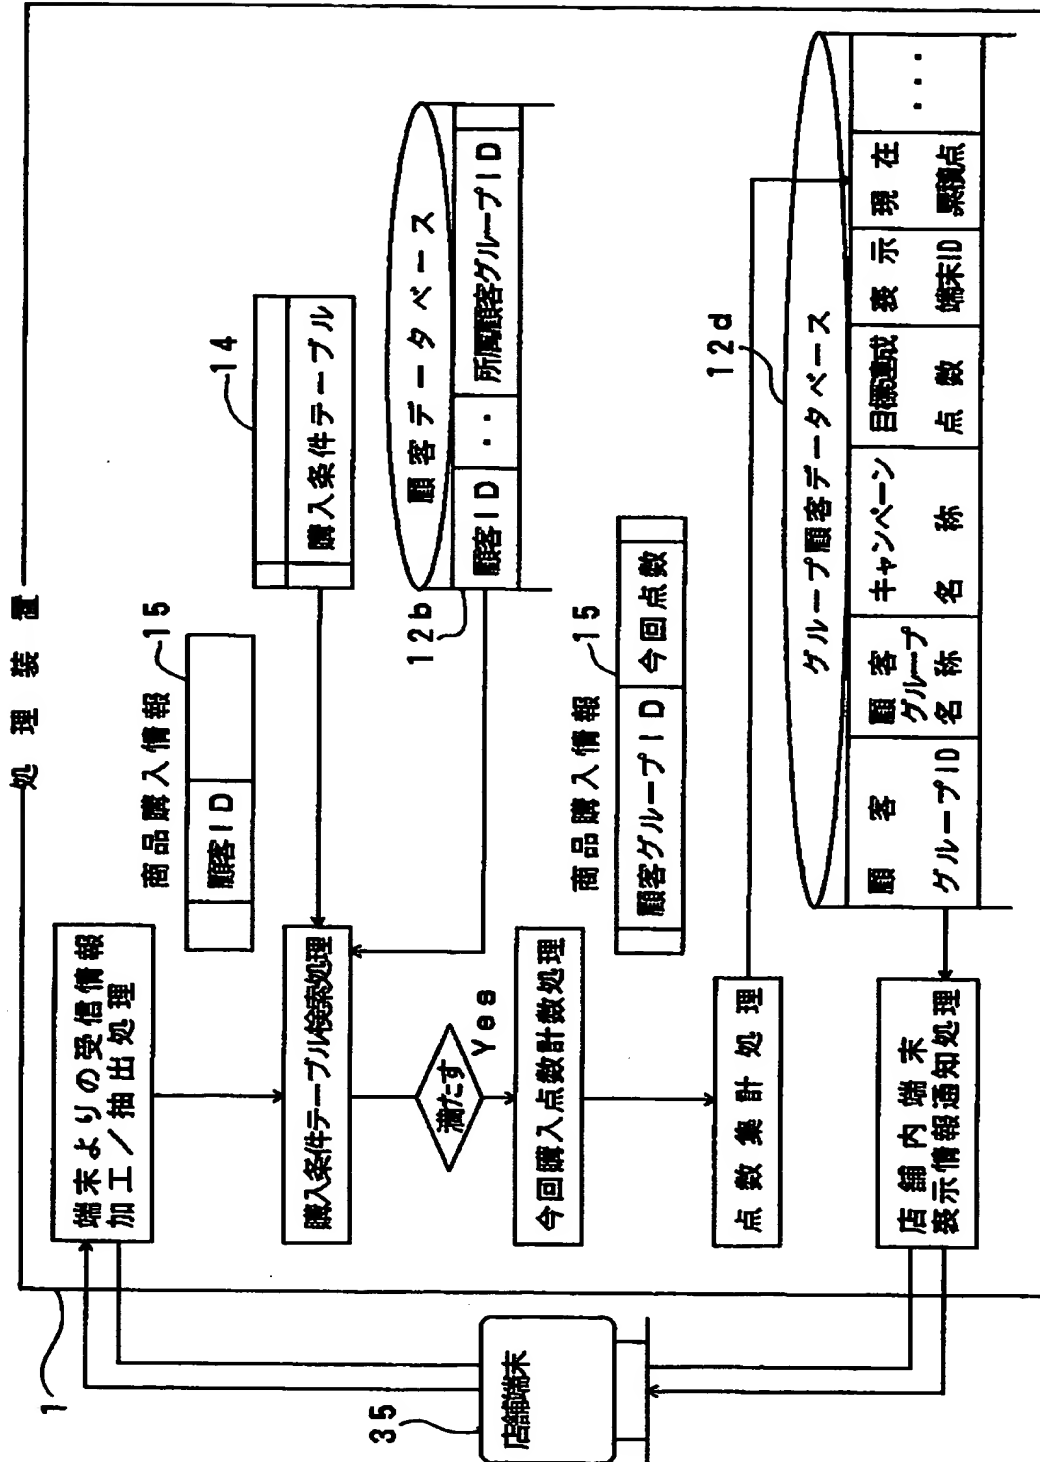 処理装置
1
35
店舗端末
端末よりの受信情報
加工／抽出処理
商品購入情報
15
顧客ID
14
購入条件テーブル
購入条件テーブル検索処理
満たす
Yes
顧客データベース
12b
顧客ID
・・
所属顧客グループID
今回購入点数計数処理
商品購入情報
15
顧客グループID
今回点数
点数集計処理
12d
グループ顧客データベース
顧客
グループID
顧客
グループ
名称
キャンペーン
名称
目標達成
点数
表示
端末ID
現在
累積点
・・・
店舗内端末
表示情報通知処理